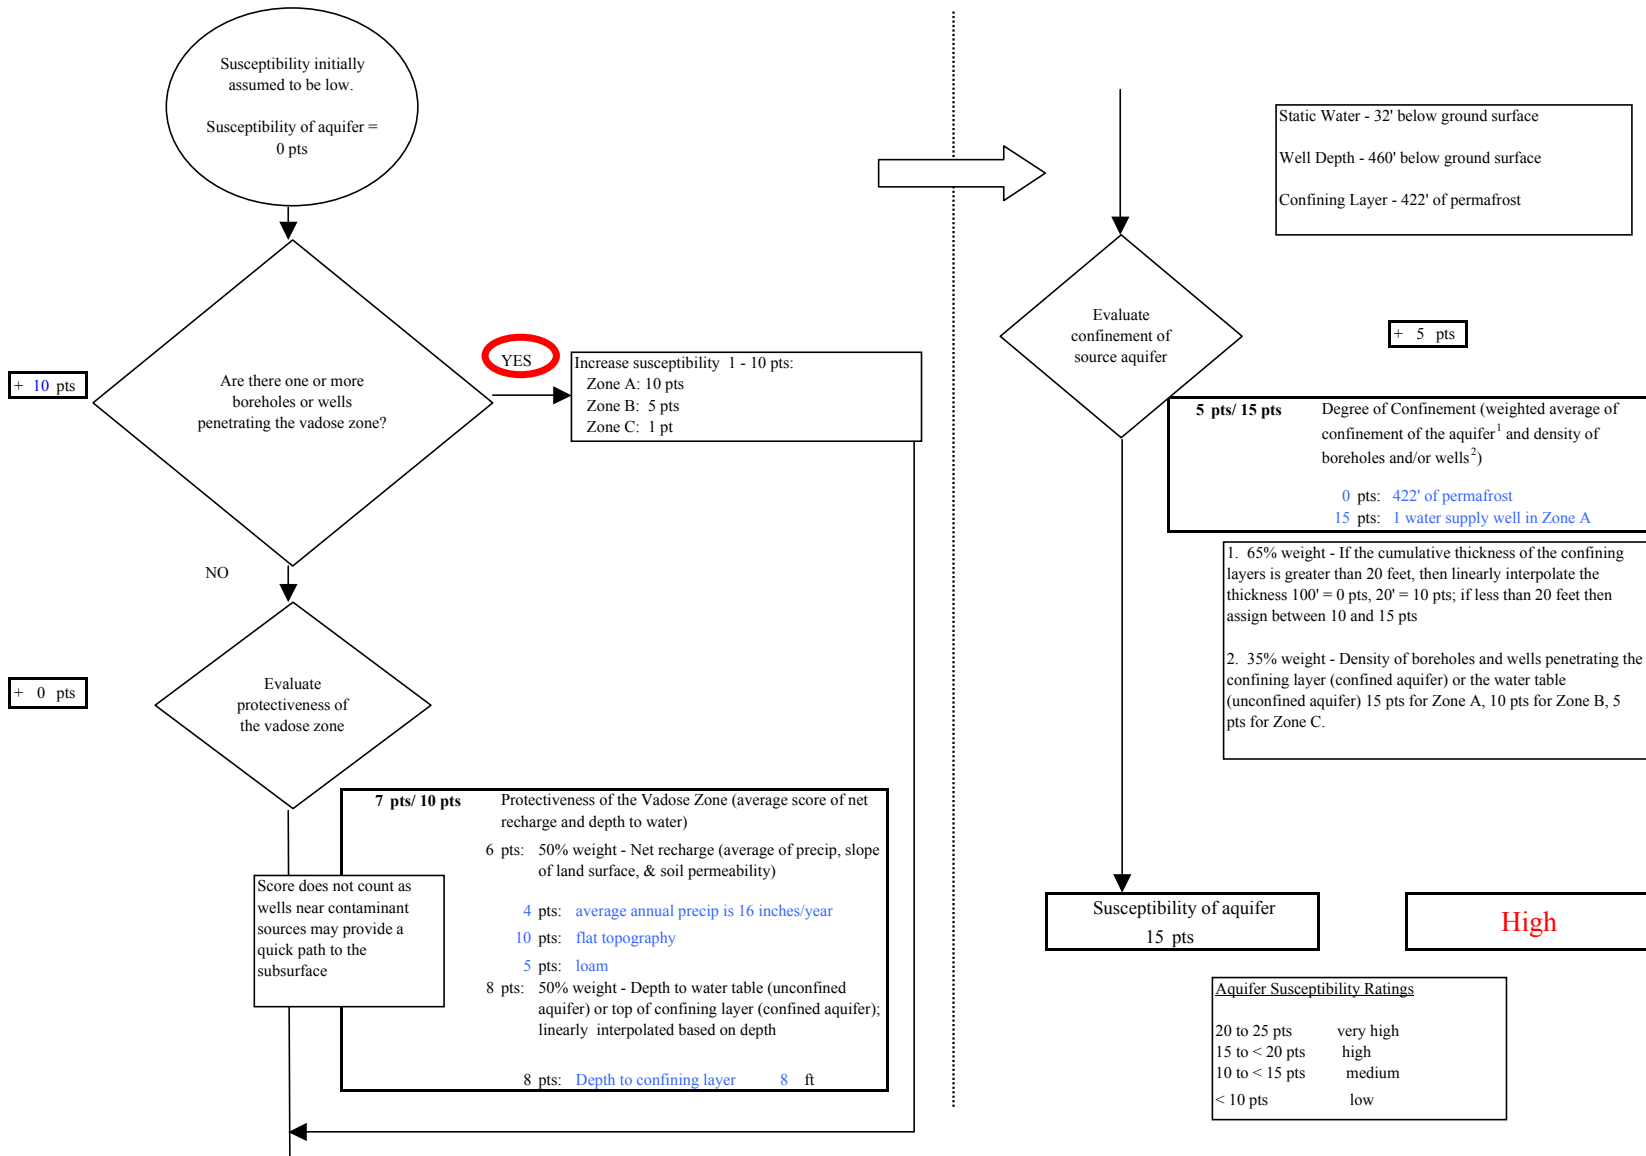 Susceptibility initially
assumed to be low.
Susceptibility of aquifer =
0 pts
+ 10 pts
Are there one or more
boreholes or wells
penetrating the vadose zone?
YES
Increase susceptibility 1 - 10 pts:
Zone A: 10 pts
Zone B: 5 pts
Zone C: 1 pt
NO
+ 0 pts
Evaluate
protectiveness of
the vadose zone
7 pts/ 10 pts Protectiveness of the Vadose Zone (average score of net
recharge and depth to water)
6 pts: 50% weight - Net recharge (average of precip, slope
of land surface, & soil permeability)
4 pts: average annual precip is 16 inches/year
10 pts: flat topography
5 pts: loam
8 pts: 50% weight - Depth to water table (unconfined
aquifer) or top of confining layer (confined aquifer);
linearly interpolated based on depth
8 pts: Depth to confining layer 8 ft
Score does not count as
wells near contaminant
sources may provide a
quick path to the
subsurface
Static Water - 32' below ground surface
Well Depth - 460' below ground surface
Confining Layer - 422' of permafrost
Evaluate
confinement of
source aquifer
+ 5 pts
5 pts/ 15 pts Degree of Confinement (weighted average of
confinement of the aquifer1 and density of
boreholes and/or wells2)
0 pts: 422' of permafrost
15 pts: 1 water supply well in Zone A
1. 65% weight - If the cumulative thickness of the confining
layers is greater than 20 feet, then linearly interpolate the
thickness 100' = 0 pts, 20' = 10 pts; if less than 20 feet then
assign between 10 and 15 pts
2. 35% weight - Density of boreholes and wells penetrating the
confining layer (confined aquifer) or the water table
(unconfined aquifer) 15 pts for Zone A, 10 pts for Zone B, 5
pts for Zone C.
Susceptibility of aquifer
15 pts
High
Aquifer Susceptibility Ratings
20 to 25 pts very high
15 to < 20 pts high
10 to < 15 pts medium
< 10 pts low